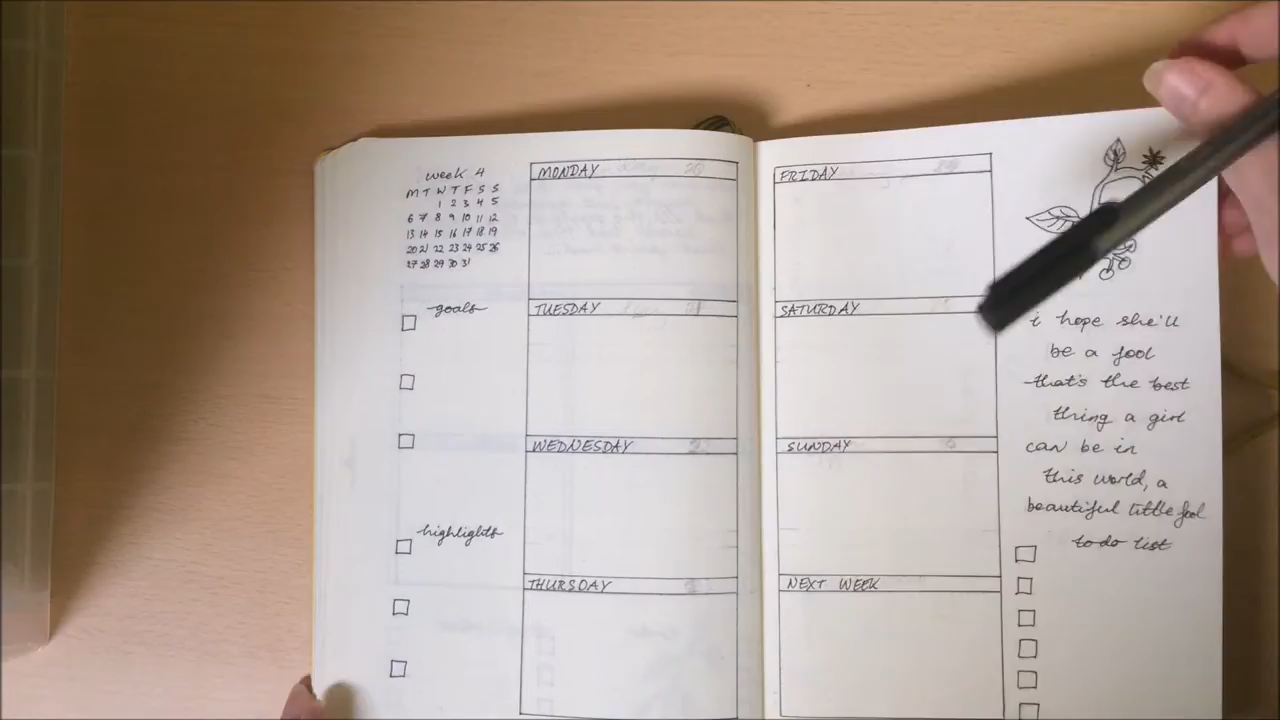 week 4
M T W T F S S
1 2 3 4 5
6 7 8 9 10 11 12
13 14 15 16 17 18 19
20 21 22 23 24 25 26
27 28 29 30 31
goals
highlights
MONDAY 20
TUESDAY 21
WEDNESDAY
THURSDAY
FRIDAY
SATURDAY
SUNDAY
NEXT WEEK
i hope she'll
be a fool
that's the best
thing a girl
can be in
this world, a
beautiful little fool
to do list